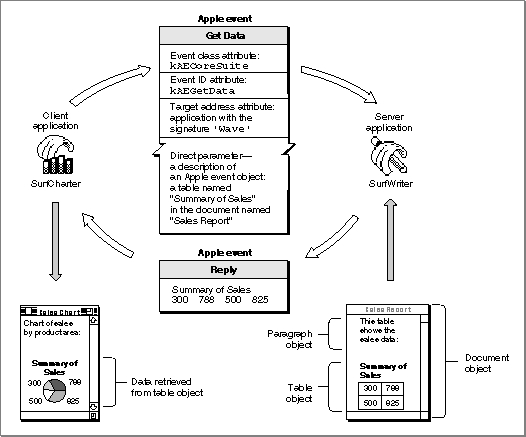 Apple event
Get Data
Event class attribute:
kAECoreSuite
Event ID attribute:
kAEGetData
Target address attribute:
application with the
signature 'Wave'
Direct parameter—
a description of
an Apple event object:
a table named
"Summary of Sales"
in the document named
"Sales Report"
Client
application
SurfCharter
Server
application
SurfWriter
Apple event
Reply
Summary of Sales
300 788 500 825
Sales Chart
Chart of sales
by product area:
Summary of
Sales
300 788
500 825
Data retrieved
from table object
Sales Report
This table
shows the
sales data:
Summary of
Sales
300 788
500 825
Paragraph
object
Table
object
Document
object